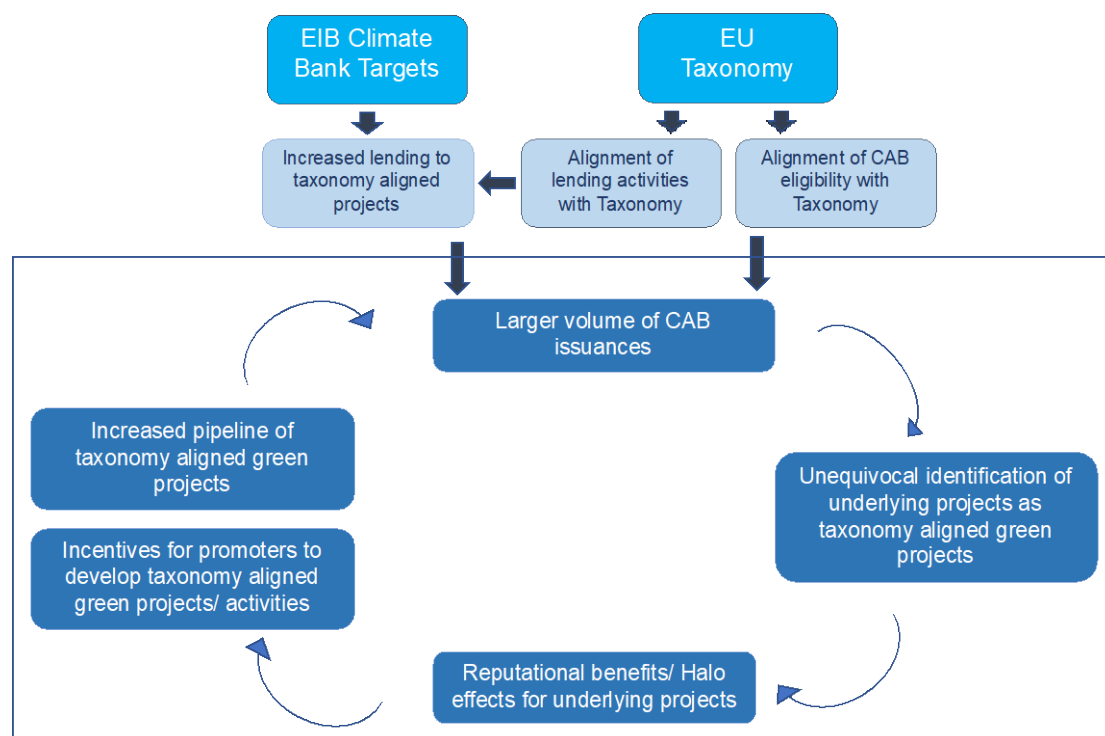 EIB Climate
Bank Targets
EU
Taxonomy
Increased lending to
taxonomy aligned
projects
Alignment of
lending activities
with Taxonomy
Alignment of CAB
eligibility with
Taxonomy
Larger volume of CAB
issuances
Unequivocal identification of
underlying projects as
taxonomy aligned green
projects
Reputational benefits/ Halo
effects for underlying projects
Incentives for promoters to
develop taxonomy aligned
green projects/ activities
Increased pipeline of
taxonomy aligned green
projects